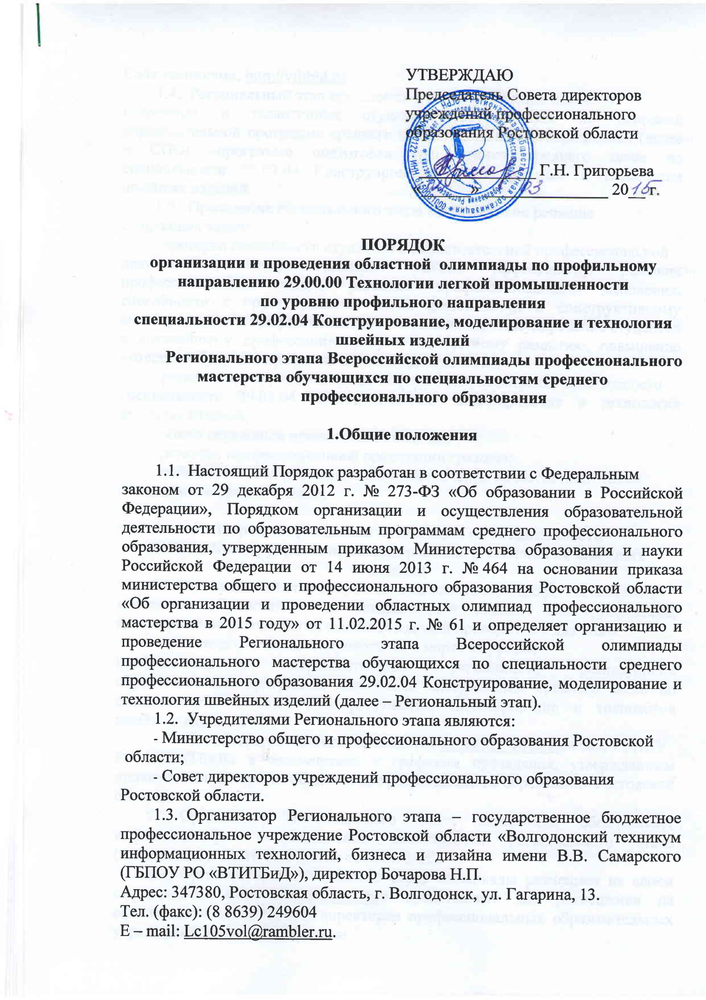 УТВЕРЖДАЮ
Председатель Совета директоров
учреждений профессионального
образования Ростовской области
Г.Н. Григорьева
« » 03 2015г.
ПОРЯДОК
организации и проведения областной олимпиады по профильному
направлению 29.00.00 Технологии легкой промышленности
по уровню профильного направления
специальности 29.02.04 Конструирование, моделирование и технология
швейных изделий
Регионального этапа Всероссийской олимпиады профессионального
мастерства обучающихся по специальностям среднего
профессионального образования
1.Общие положения
1.1. Настоящий Порядок разработан в соответствии с Федеральным
законом от 29 декабря 2012 г. № 273-ФЗ «Об образовании в Российской
Федерации», Порядком организации и осуществления образовательной
деятельности по образовательным программам среднего профессионального
образования, утвержденным приказом Министерства образования и науки
Российской Федерации от 14 июня 2013 г. № 464 на основании приказа
министерства общего и профессионального образования Ростовской области
«Об организации и проведении областных олимпиад профессионального
мастерства в 2015 году» от 11.02.2015 г. № 61 и определяет организацию и
проведение Регионального этапа Всероссийской олимпиады
профессионального мастерства обучающихся по специальности среднего
профессионального образования 29.02.04 Конструирование, моделирование и
технология швейных изделий (далее – Региональный этап).
1.2. Учредителями Регионального этапа являются:
- Министерство общего и профессионального образования Ростовской
области;
- Совет директоров учреждений профессионального образования
Ростовской области.
1.3. Организатор Регионального этапа – государственное бюджетное
профессиональное учреждение Ростовской области «Волгодонский техникум
информационных технологий, бизнеса и дизайна имени В.В. Самарского
(ГБПОУ РО «ВТИТБиД»), директор Бочарова Н.П.
Адрес: 347380, Ростовская область, г. Волгодонск, ул. Гагарина, 13.
Тел. (факс): (8 8639) 249604
E – mail: Lc105vol@rambler.ru.